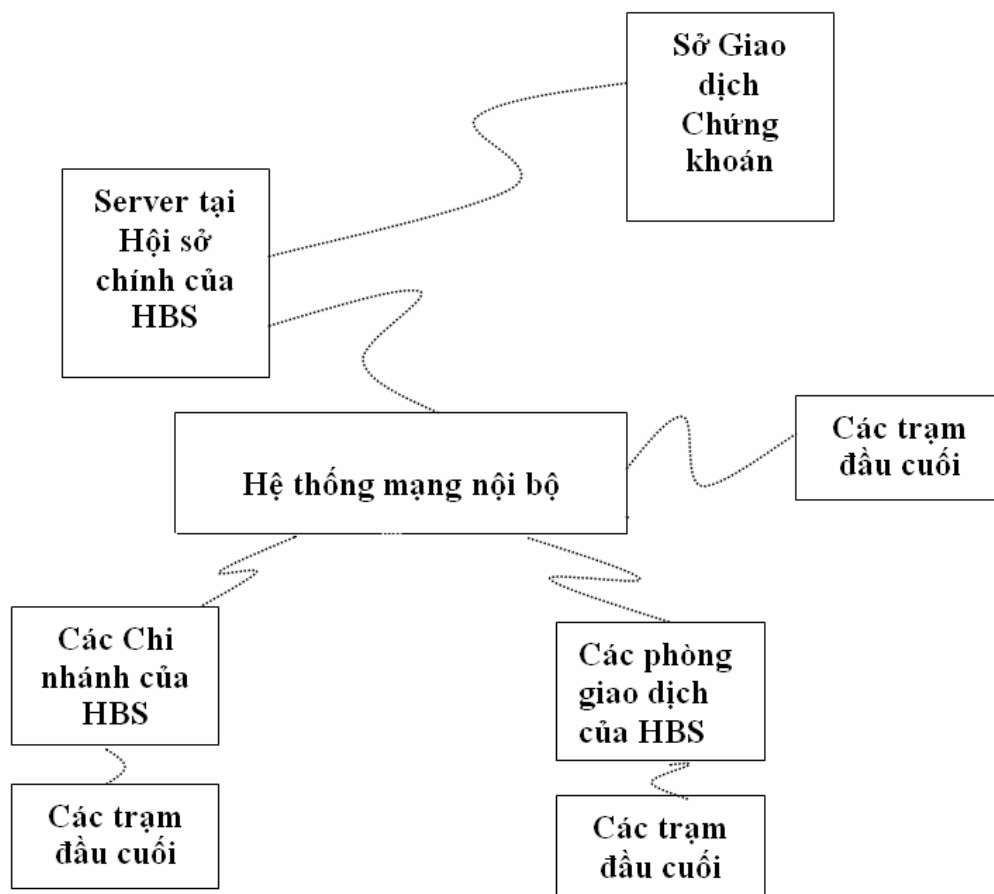 Sở Giao
dịch
Chứng
khoán
Server tại
Hội sở
chính của
HBS
Hệ thống mạng nội bộ
Các trạm
đầu cuối
Các Chi
nhánh của
HBS
Các phòng
giao dịch
của HBS
Các trạm
đầu cuối
Các trạm
đầu cuối